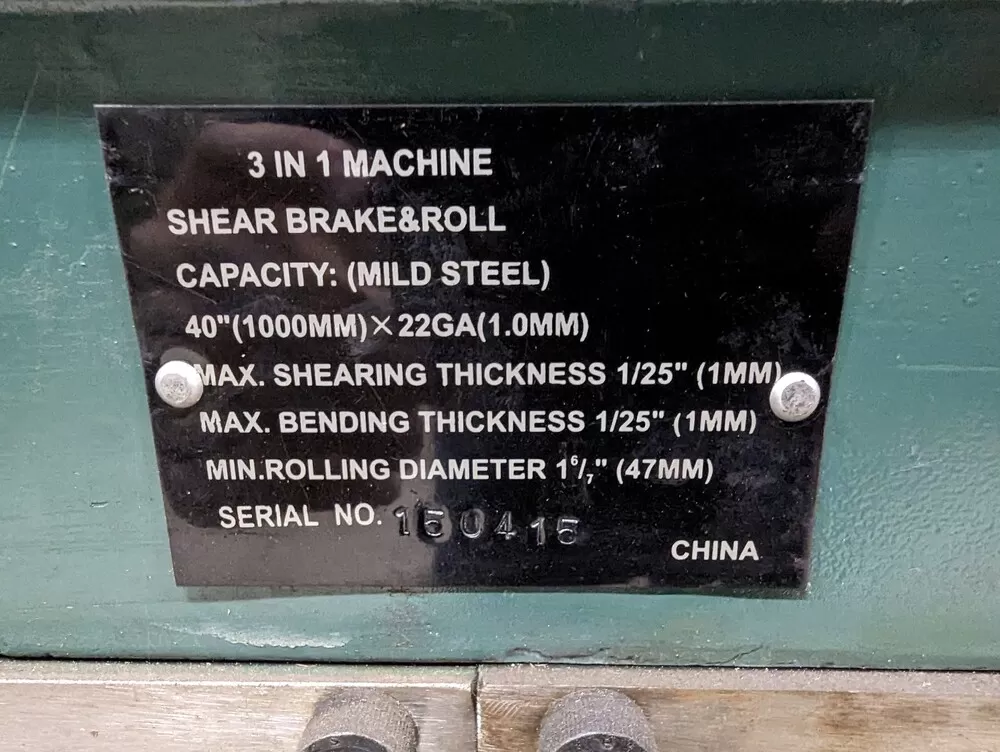 3 IN 1 MACHINE
SHEAR BRAKE&ROLL
CAPACITY: (MILD STEEL)
40"(1000MM)×22GA(1.0MM)
MAX. SHEARING THICKNESS 1/25" (1MM)
MAX. BENDING THICKNESS 1/25" (1MM)
MIN.ROLLING DIAMETER 1⁶/₇" (47MM)
SERIAL NO. 150415
CHINA